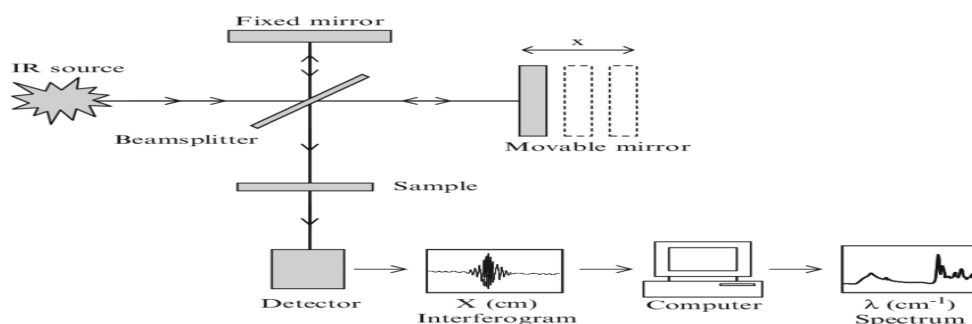 Fixed mirror
x
IR source
Beamsplitter
Movable mirror
Sample
Detector
X (cm)
Interferogram
Computer
λ (cm⁻¹)
Spectrum